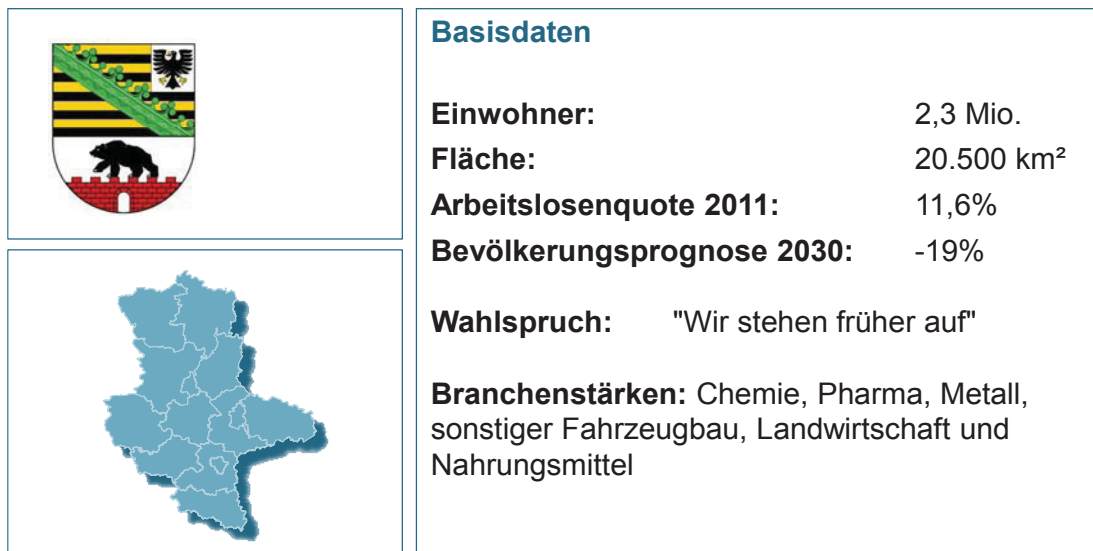 Basisdaten
Einwohner: 2,3 Mio.
Fläche: 20.500 km²
Arbeitslosenquote 2011: 11,6%
Bevölkerungsprognose 2030: -19%
Wahlspruch: "Wir stehen früher auf"
Branchenstärken: Chemie, Pharma, Metall,
sonstiger Fahrzeugbau, Landwirtschaft und
Nahrungsmittel